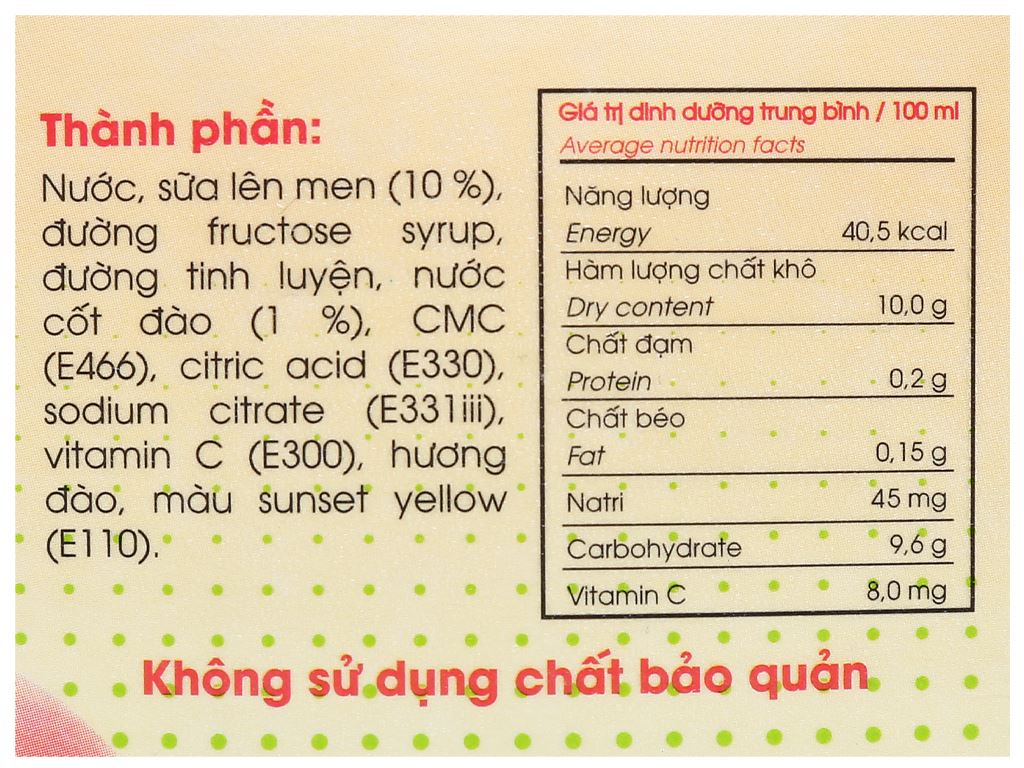 Thành phần:
Nước, sữa lên men (10 %),
đường fructose syrup,
đường tinh luyện, nước
cốt đào (1 %), CMC
(E466), citric acid (E330),
sodium citrate (E331iii),
vitamin C (E300), hương
đào, màu sunset yellow
(E110).
Giá trị dinh dưỡng trung bình / 100 ml
Average nutrition facts
Năng lượng
Energy 40,5 kcal
Hàm lượng chất khô
Dry content 10,0 g
Chất đạm
Protein 0,2 g
Chất béo
Fat 0,15 g
Natri 45 mg
Carbohydrate 9,6 g
Vitamin C 8,0 mg
Không sử dụng chất bảo quản